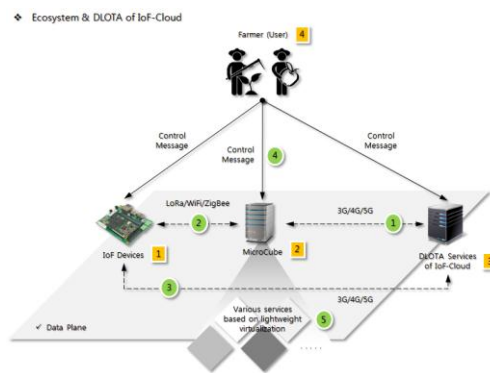 ❖ Ecosystem & DLOTA of IoF-Cloud
Farmer (User) 4
Control
Message
Control
Message
4
Control
Message
LoRa/WiFi/ZigBee
2
3G/4G/5G
1
IoF Devices 1
MicroCube 2
DLOTA Services
of IoF-Cloud
3
3G/4G/5G
✓ Data Plane
Various services
based on lightweight
virtualization
5
.....